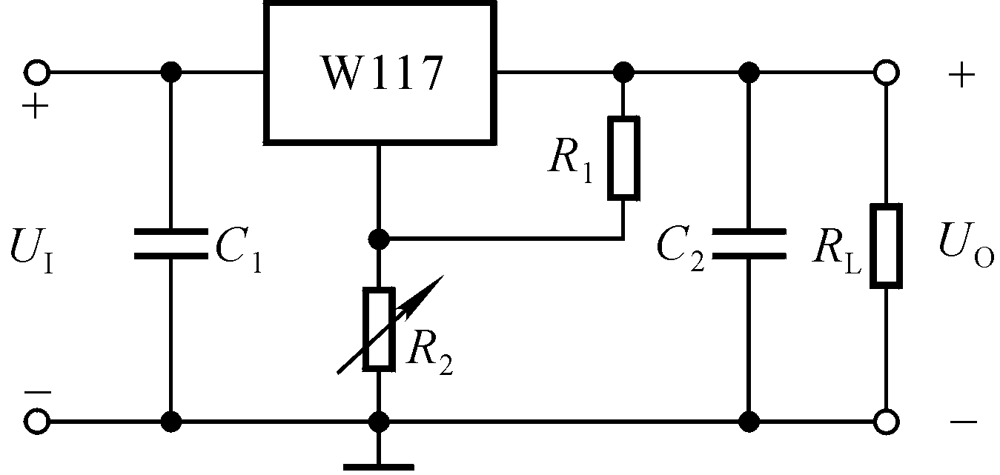 W117
+
+
R1
UI
C1
C2
RL
UO
R2
−
−